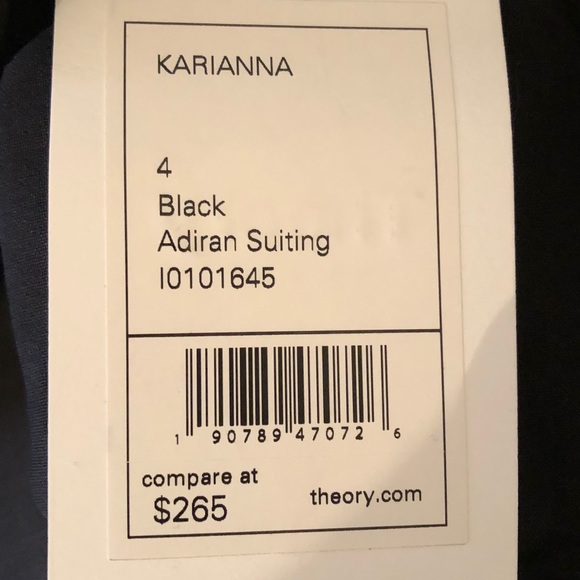 KARIANNA
4
Black
Adiran Suiting
I0101645
1 90789 47072 6
compare at
$265
theory.com